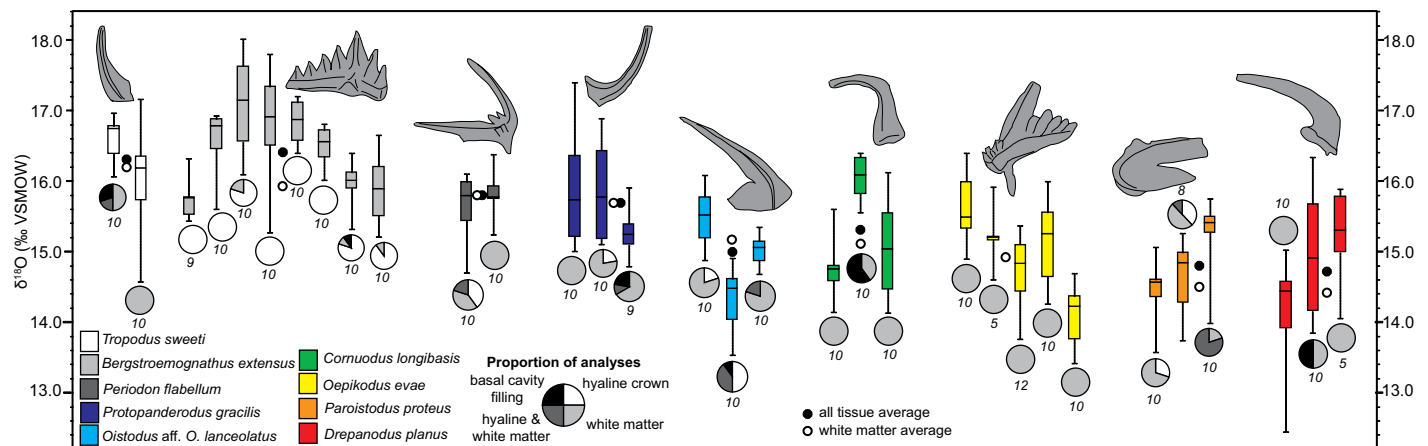 δ¹⁸O (‰ VSMOW)
18.0
17.0
16.0
15.0
14.0
13.0
18.0
17.0
16.0
15.0
14.0
13.0
10
10
9
10
10
10
10
10
10
10
10
10
10
10
9
10
10
10
10
10
10
10
5
12
10
10
10
8
10
10
10
5
Tropodus sweeti
Bergstroemognathus extensus
Periodon flabellum
Protopanderodus gracilis
Oistodus aff. O. lanceolatus
Cornuodus longibasis
Oepikodus evae
Paroistodus proteus
Drepanodus planus
Proportion of analyses
basal cavity
filling
hyaline crown
hyaline &
white matter
white matter
all tissue average
white matter average